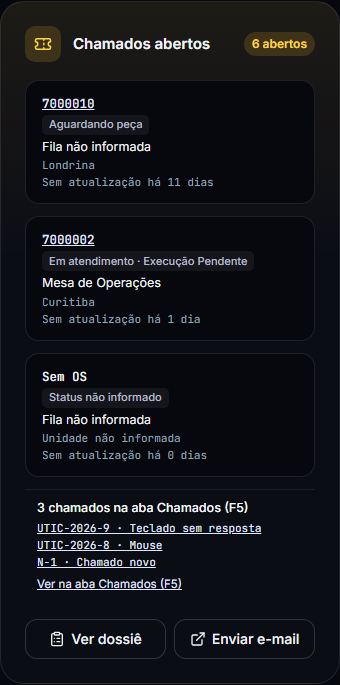 Chamados abertos
6 abertos
7000010
Aguardando peça
Fila não informada
Londrina
Sem atualização há 11 dias
7000002
Em atendimento · Execução Pendente
Mesa de Operações
Curitiba
Sem atualização há 1 dia
Sem OS
Status não informado
Fila não informada
Unidade não informada
Sem atualização há 0 dias
3 chamados na aba Chamados (F5)
UTIC-2026-9 · Teclado sem resposta
UTIC-2026-8 · Mouse
N-1 · Chamado novo
Ver na aba Chamados (F5)
Ver dossiê
Enviar e-mail